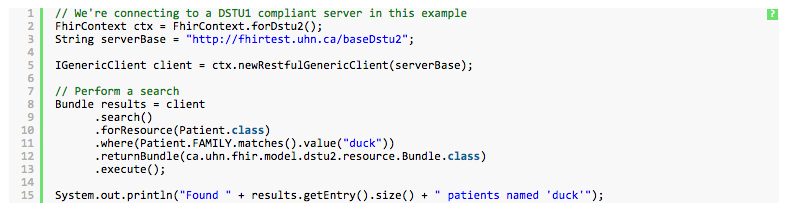 1 // We're connecting to a DSTU1 compliant server in this example
2 FhirContext ctx = FhirContext.forDstu2();
3 String serverBase = "http://fhirtest.uhn.ca/baseDstu2";
4
5 IGenericClient client = ctx.newRestfulGenericClient(serverBase);
6
7 // Perform a search
8 Bundle results = client
9 .search()
10 .forResource(Patient.class)
11 .where(Patient.FAMILY.matches().value("duck"))
12 .returnBundle(ca.uhn.fhir.model.dstu2.resource.Bundle.class)
13 .execute();
14
15 System.out.println("Found " + results.getEntry().size() + " patients named 'duck'");
?